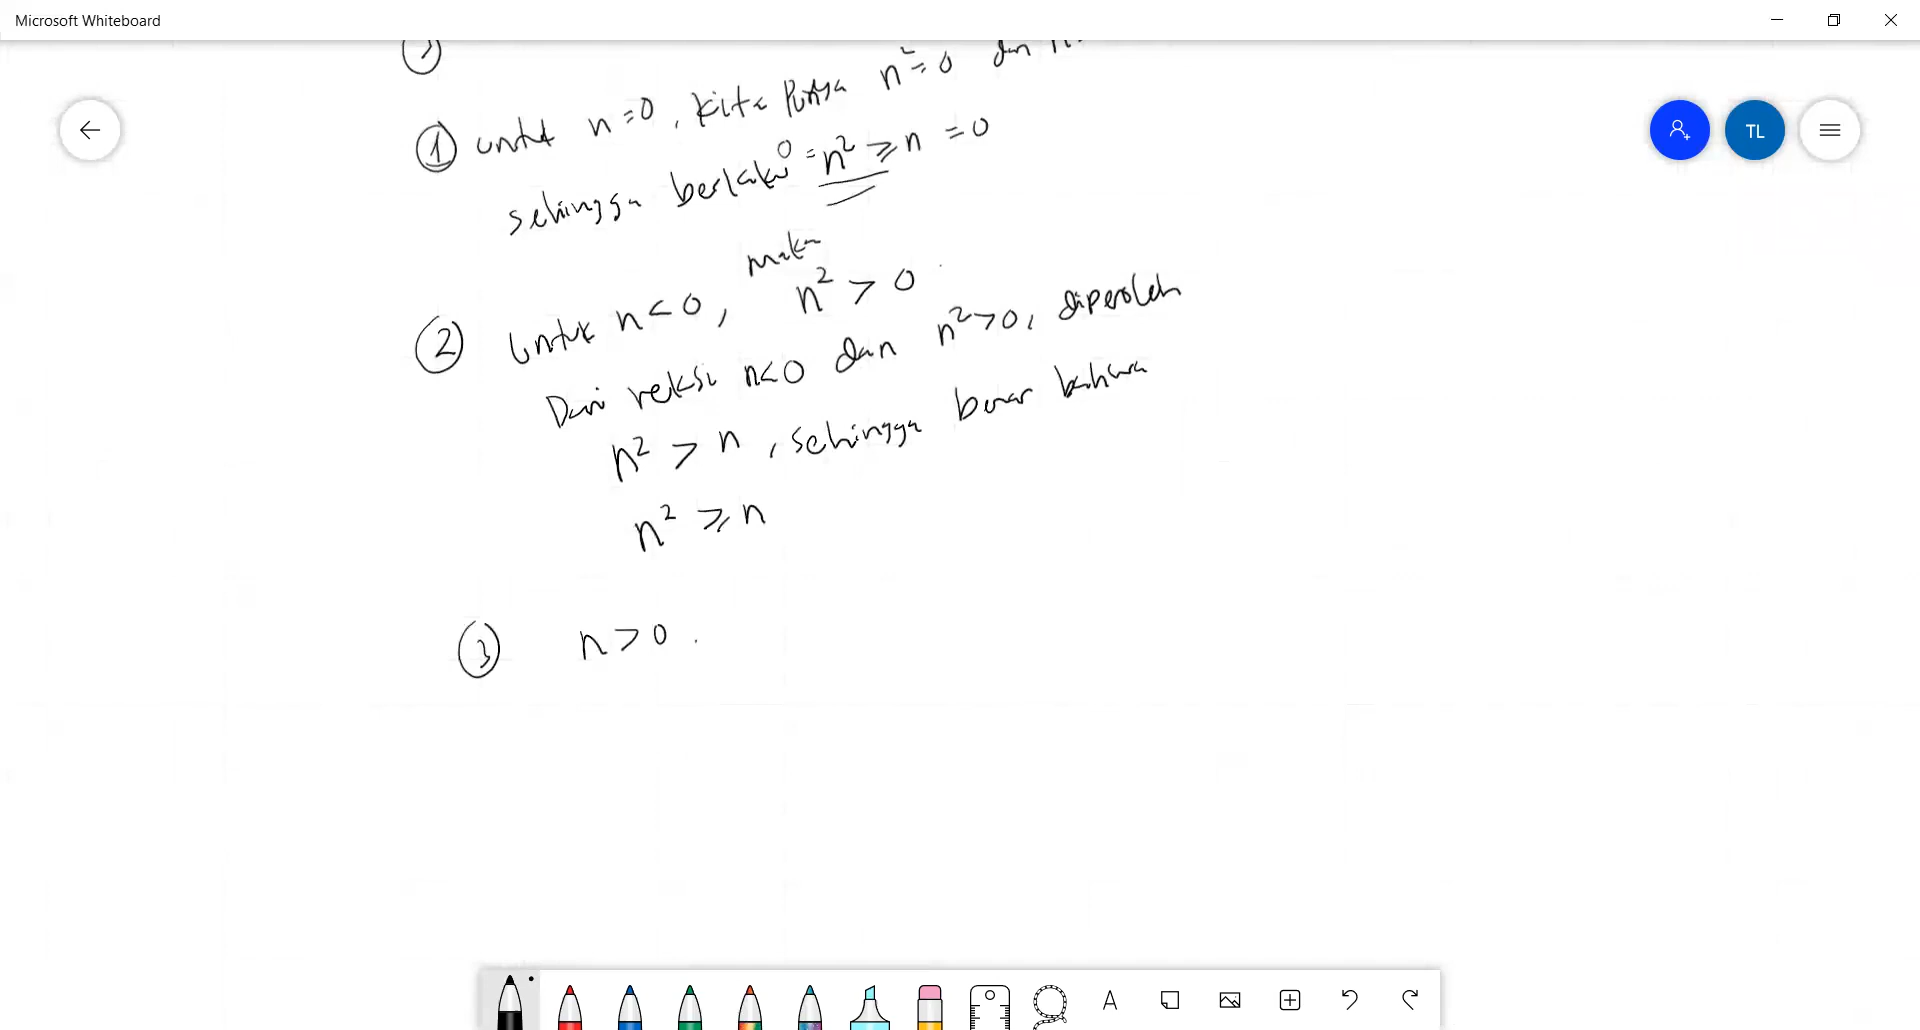 Microsoft Whiteboard
TL
① untuk n=0, kita punya n²=0 dan
sehingga berlaku 0 = n² ≥ n = 0
maka
② Untuk n<0, n² > 0
Dari relasi n<0 dan n²>0, diperoleh
n² > n, sehingga benar bahwa
n² ≥ n
③ n>0.
A